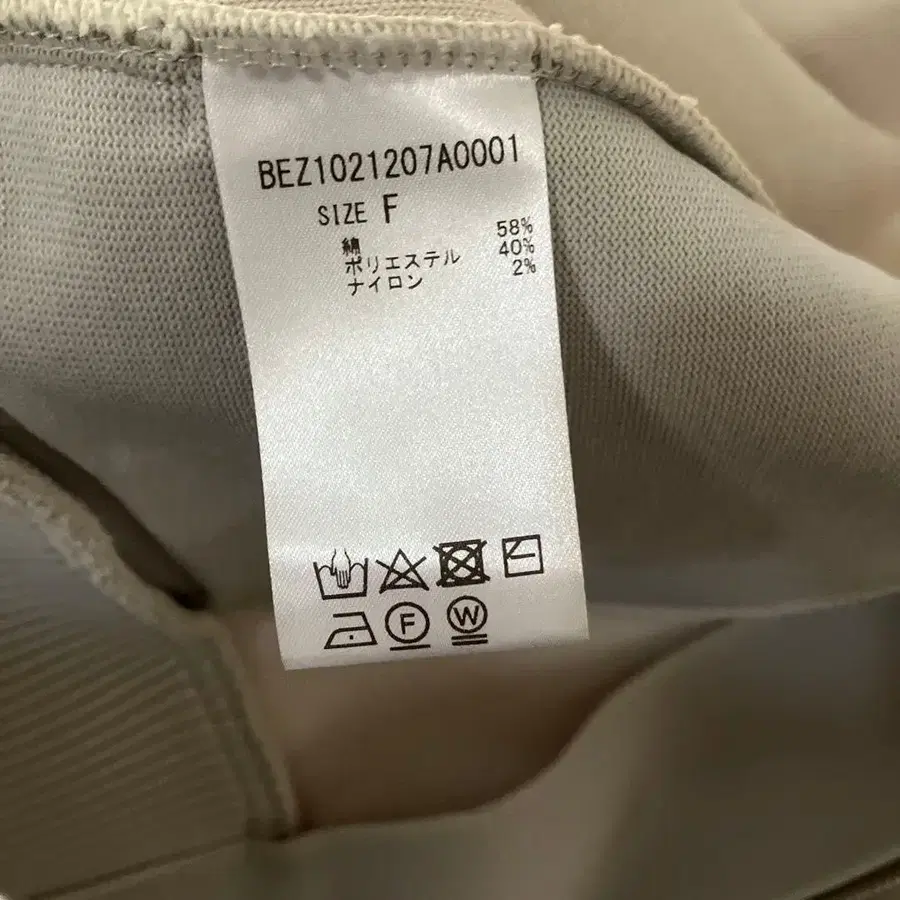 BEZ1021207A0001
SIZE F
綿 58%
ポリエステル 40%
ナイロン 2%
F W